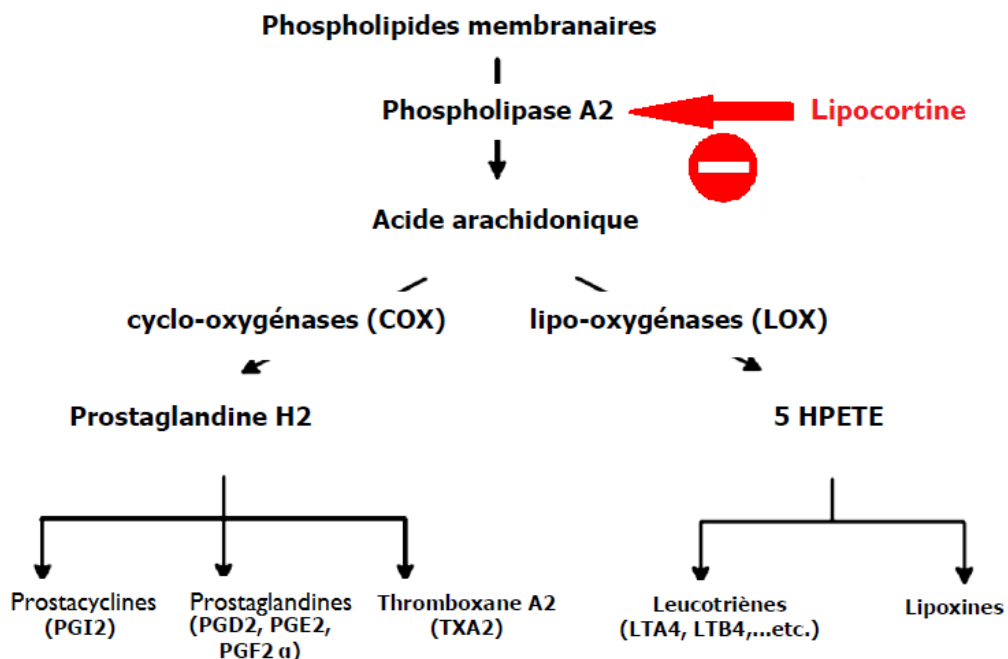 Phospholipides membranaires
Phospholipase A2
Lipocortine
Acide arachidonique
cyclo-oxygénases (COX)
lipo-oxygénases (LOX)
Prostaglandine H2
5 HPETE
Prostacyclines
(PGI2)
Prostaglandines
(PGD2, PGE2,
PGF2 α)
Thromboxane A2
(TXA2)
Leucotriènes
(LTA4, LTB4,...etc.)
Lipoxines